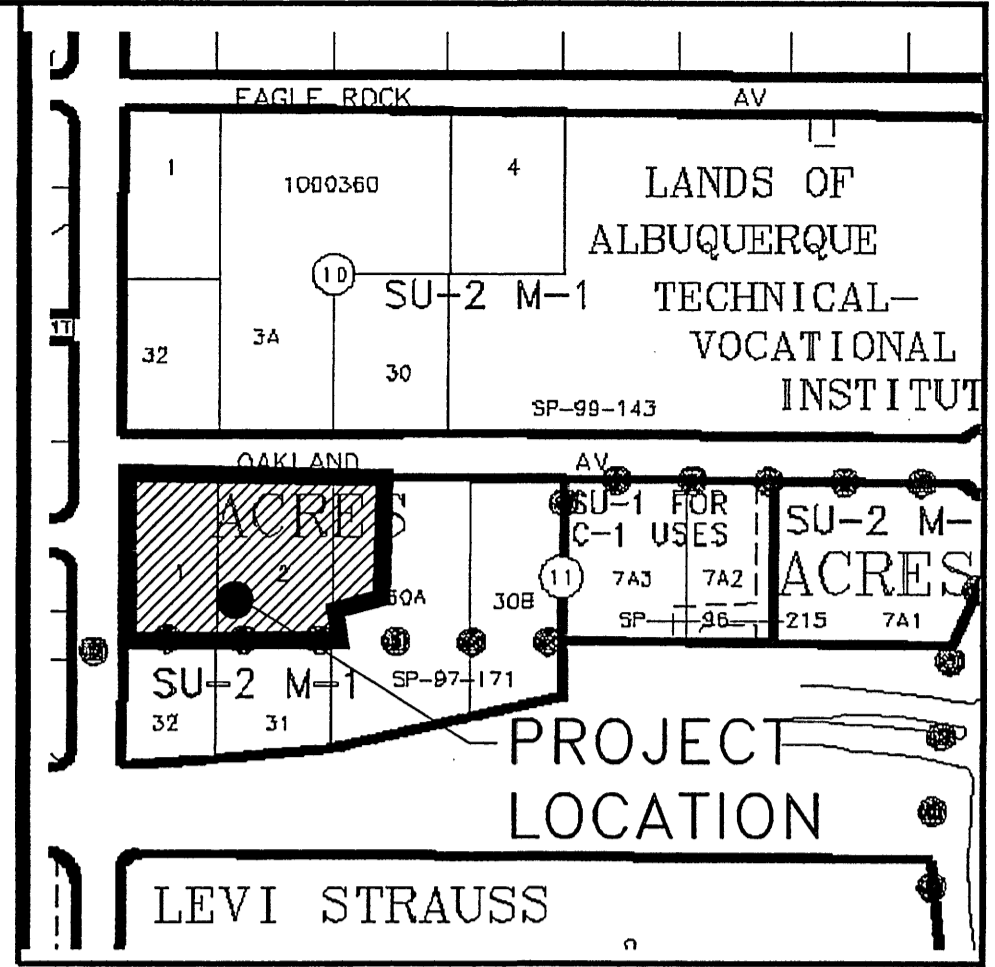 EAGLE ROCK AV
1
1000360
4
LANDS OF
ALBUQUERQUE
TECHNICAL-
VOCATIONAL
INSTITUT
10
SU-2 M-1
1T
32
3A
30
SP-99-143
OAKLAND AV
ACRES
SU-1 FOR
C-1 USES
SU-2 M-
ACRES
1
2
30B
11
7A3
7A2
SP-96-215
7A1
SU-2 M-1
SP-97-171
32
31
PROJECT
LOCATION
LEVI STRAUSS